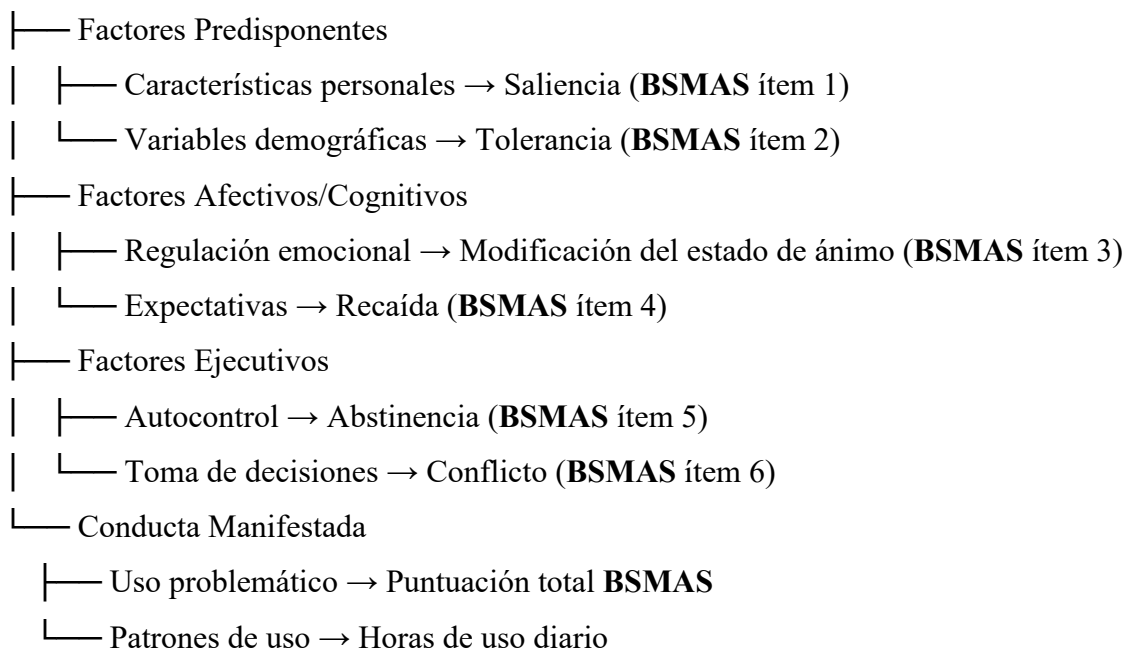 ├── Factores Predisponentes
│ ├── Características personales → Saliencia (BSMAS ítem 1)
│ └── Variables demográficas → Tolerancia (BSMAS ítem 2)
├── Factores Afectivos/Cognitivos
│ ├── Regulación emocional → Modificación del estado de ánimo (BSMAS ítem 3)
│ └── Expectativas → Recaída (BSMAS ítem 4)
├── Factores Ejecutivos
│ ├── Autocontrol → Abstinencia (BSMAS ítem 5)
│ └── Toma de decisiones → Conflicto (BSMAS ítem 6)
└── Conducta Manifestada
├── Uso problemático → Puntuación total BSMAS
└── Patrones de uso → Horas de uso diario